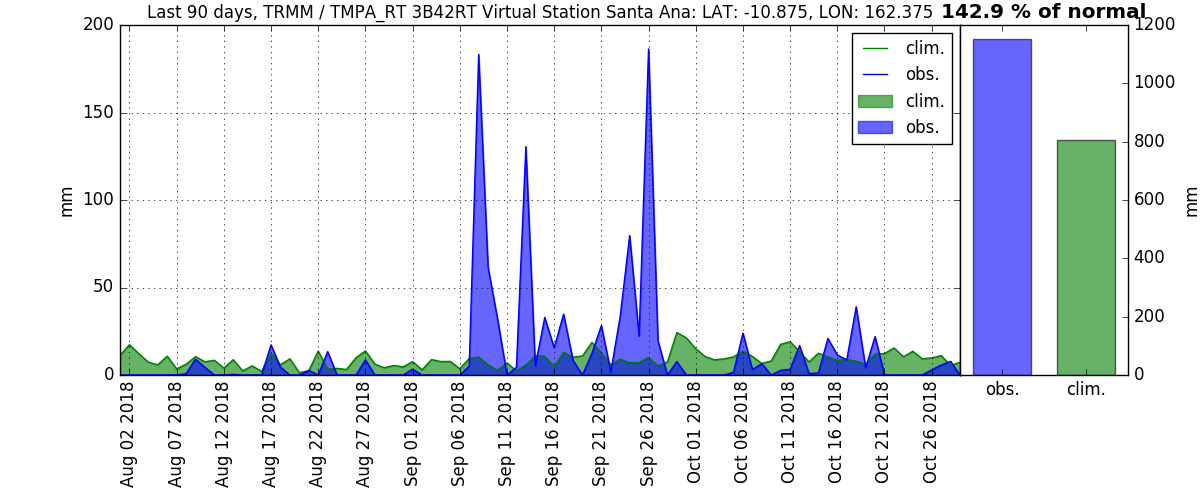 Last 90 days, TRMM / TMPA_RT 3B42RT Virtual Station Santa Ana: LAT: -10.875, LON: 162.375 142.9 % of normal
200
150
100
50
0
mm
clim.
obs.
clim.
obs.
1200
1000
800
600
400
200
0
mm
Aug 02 2018
Aug 07 2018
Aug 12 2018
Aug 17 2018
Aug 22 2018
Aug 27 2018
Sep 01 2018
Sep 06 2018
Sep 11 2018
Sep 16 2018
Sep 21 2018
Sep 26 2018
Oct 01 2018
Oct 06 2018
Oct 11 2018
Oct 16 2018
Oct 21 2018
Oct 26 2018
obs.
clim.